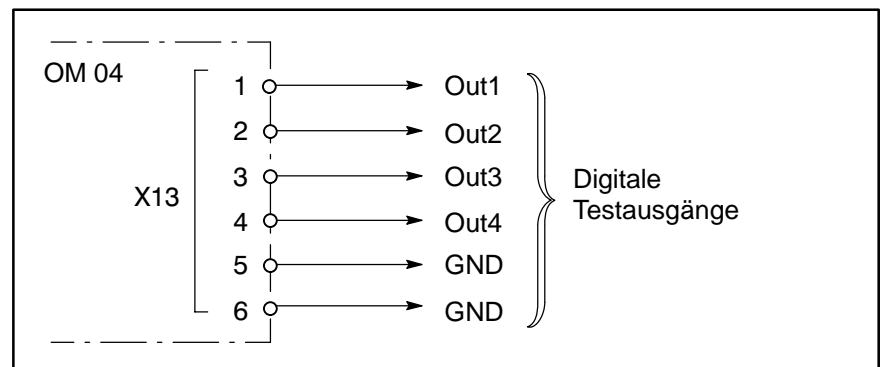 OM 04
1 Out1
2 Out2
3 Out3
X13
4 Out4
5 GND
6 GND
Digitale
Testausgänge